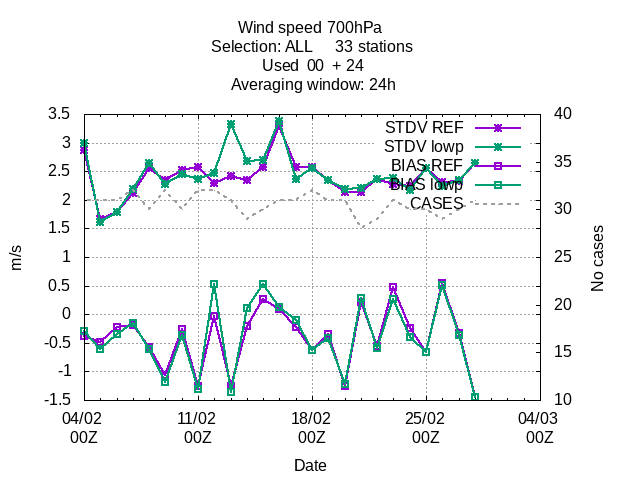 Wind speed 700hPa
Selection: ALL 33 stations
Used 00 + 24
Averaging window: 24h
STDV REF
STDV lowp
BIAS REF
BIAS lowp
CASES
3.5
3
2.5
2
1.5
1
0.5
0
-0.5
-1
-1.5
40
35
30
25
20
15
10
m/s
No cases
04/02 11/02 18/02 25/02 04/03
00Z 00Z 00Z 00Z 00Z
Date